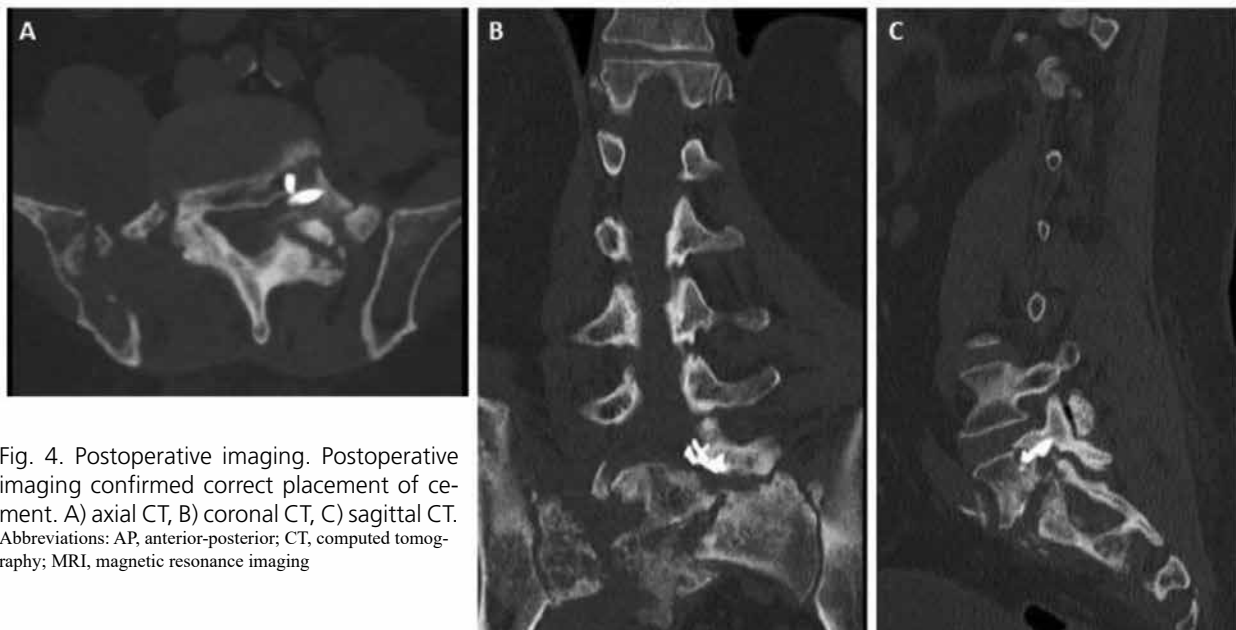 A
B
C
Fig. 4. Postoperative imaging. Postoperative
imaging confirmed correct placement of ce-
ment. A) axial CT, B) coronal CT, C) sagittal CT.
Abbreviations: AP, anterior-posterior; CT, computed tomog-
raphy; MRI, magnetic resonance imaging